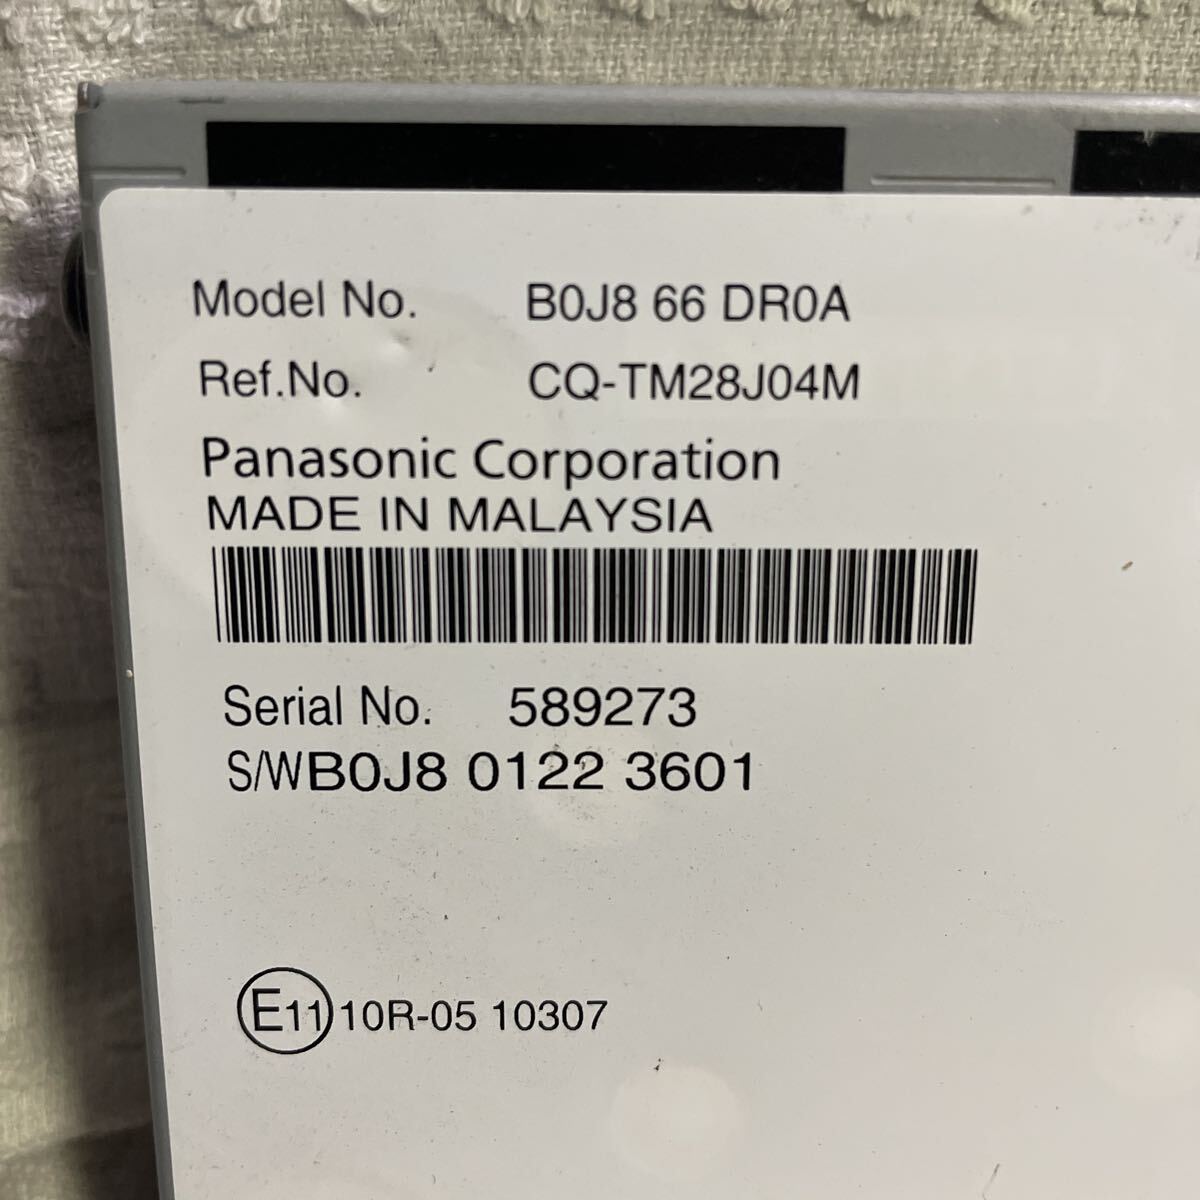 Model No. B0J8 66 DR0A
Ref.No. CQ-TM28J04M
Panasonic Corporation
MADE IN MALAYSIA
Serial No. 589273
S/WB0J8 0122 3601
E11 10R-05 10307